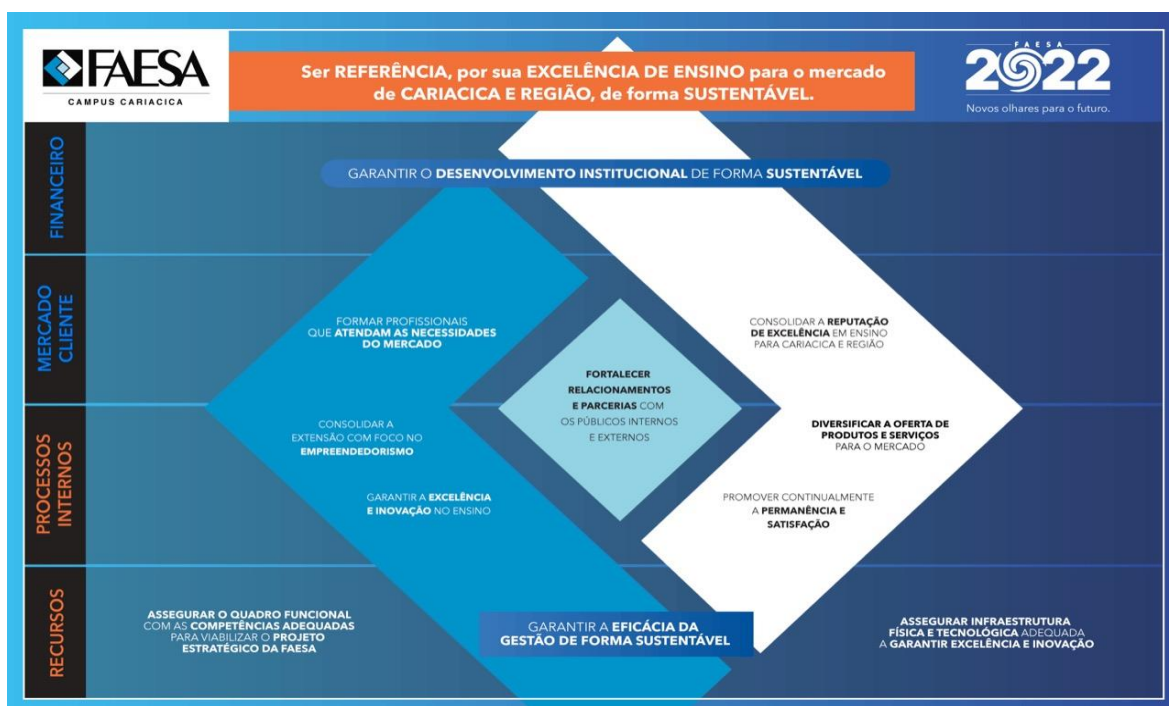 FAESA
CAMPUS CARIACICA
Ser REFERÊNCIA, por sua EXCELÊNCIA DE ENSINO para o mercado
de CARIACICA E REGIÃO, de forma SUSTENTÁVEL.
FAESA
2022
Novos olhares para o futuro.
FINANCEIRO
GARANTIR O DESENVOLVIMENTO INSTITUCIONAL DE FORMA SUSTENTÁVEL
MERCADO
CLIENTE
FORMAR PROFISSIONAIS
QUE ATENDAM AS NECESSIDADES
DO MERCADO
CONSOLIDAR A REPUTAÇÃO
DE EXCELÊNCIA EM ENSINO
PARA CARIACICA E REGIÃO
FORTALECER
RELACIONAMENTOS
E PARCERIAS COM
OS PÚBLICOS INTERNOS
E EXTERNOS
PROCESSOS
INTERNOS
CONSOLIDAR A
EXTENSÃO COM FOCO NO
EMPREENDEDORISMO
DIVERSIFICAR A OFERTA DE
PRODUTOS E SERVIÇOS
PARA O MERCADO
GARANTIR A EXCELÊNCIA
E INOVAÇÃO NO ENSINO
PROMOVER CONTINUALMENTE
A PERMANÊNCIA E
SATISFAÇÃO
RECURSOS
ASSEGURAR O QUADRO FUNCIONAL
COM AS COMPETÊNCIAS ADEQUADAS
PARA VIABILIZAR O PROJETO
ESTRATÉGICO DA FAESA
GARANTIR A EFICÁCIA DA
GESTÃO DE FORMA SUSTENTÁVEL
ASSEGURAR INFRAESTRUTURA
FÍSICA E TECNOLÓGICA ADEQUADA
A GARANTIR EXCELÊNCIA E INOVAÇÃO